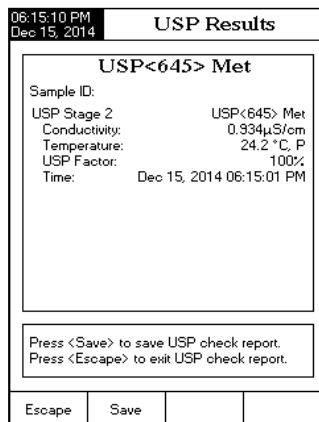 06:15:10 PM
Dec 15, 2014
USP Results
USP<645> Met
Sample ID:
USP Stage 2 USP<645> Met
Conductivity: 0.934µS/cm
Temperature: 24.2 °C, P
USP Factor: 100%
Time: Dec 15, 2014 06:15:01 PM
Press <Save> to save USP check report.
Press <Escape> to exit USP check report.
Escape Save